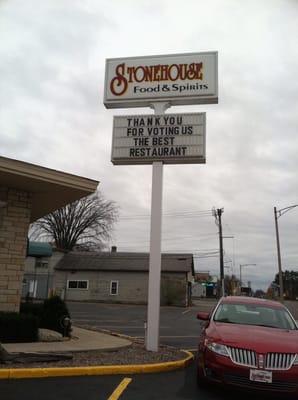 STONEHOUSE
Food & Spirits
THANK YOU
FOR VOTING US
THE BEST
RESTAURANT